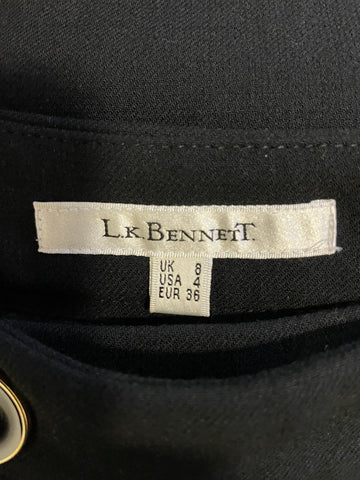 L.K.BENNETT.
UK 8
USA 4
EUR 36